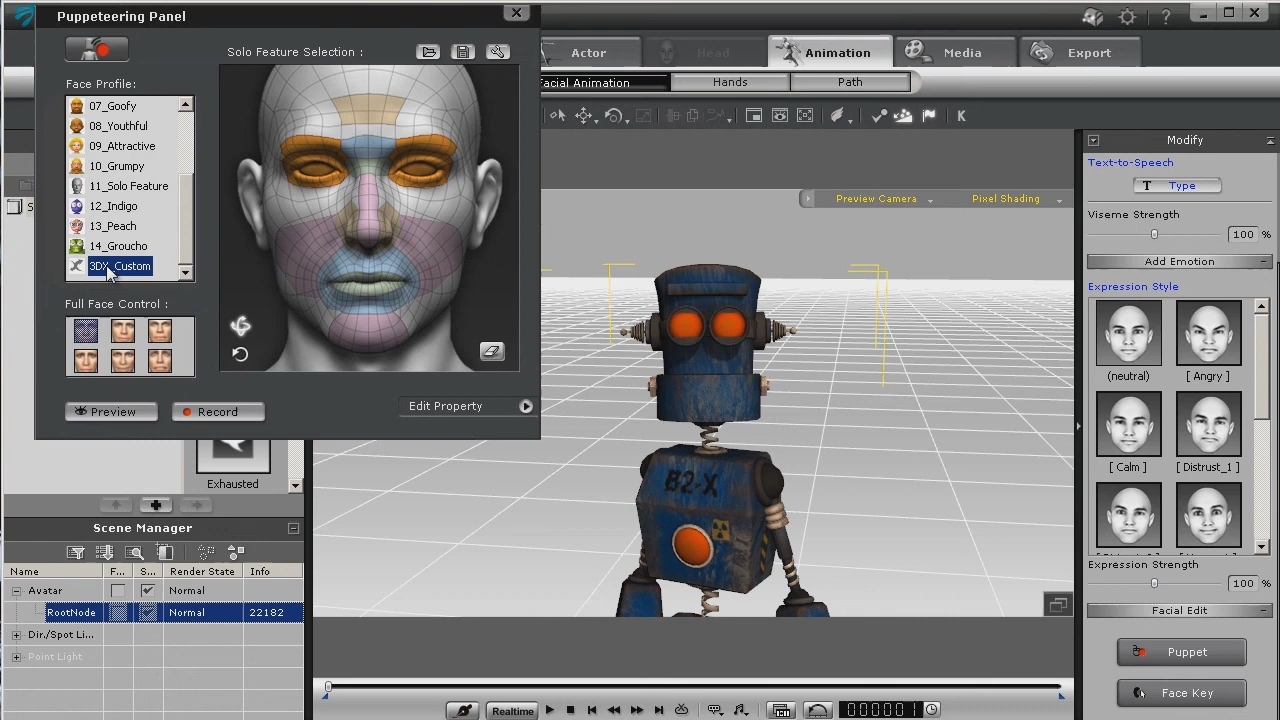 Puppeteering Panel
Solo Feature Selection :
Face Profile:
07_Goofy
08_Youthful
09_Attractive
10_Grumpy
11_Solo Feature
12_Indigo
13_Peach
14_Groucho
3DX_Custom
Full Face Control :
Preview
Record
Edit Property
Exhausted
Scene Manager
Name F... S... Render State Info
Avatar Normal
RootNode Normal 22182
Dir./Spot Li...
Point Light
Actor
Head
Animation
Media
Export
Facial Animation
Hands
Path
K
Preview Camera
Pixel Shading
B2-X
Realtime
000001
Modify
Text-to-Speech
T Type
Viseme Strength
100 %
Add Emotion
Expression Style
(neutral)
[ Angry ]
[ Calm ]
[ Distrust_1 ]
Expression Strength
100 %
Facial Edit
Puppet
Face Key